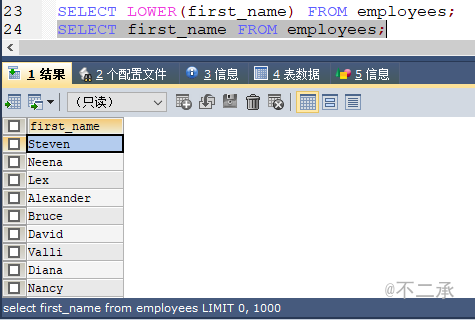 23 SELECT LOWER(first_name) FROM employees;
24 SELECT first_name FROM employees;
1 结果 2 个配置文件 3 信息 4 表数据 5 信息
(只读)
first_name
Steven
Neena
Lex
Alexander
Bruce
David
Valli
Diana
Nancy
@不二承
select first_name from employees LIMIT 0, 1000